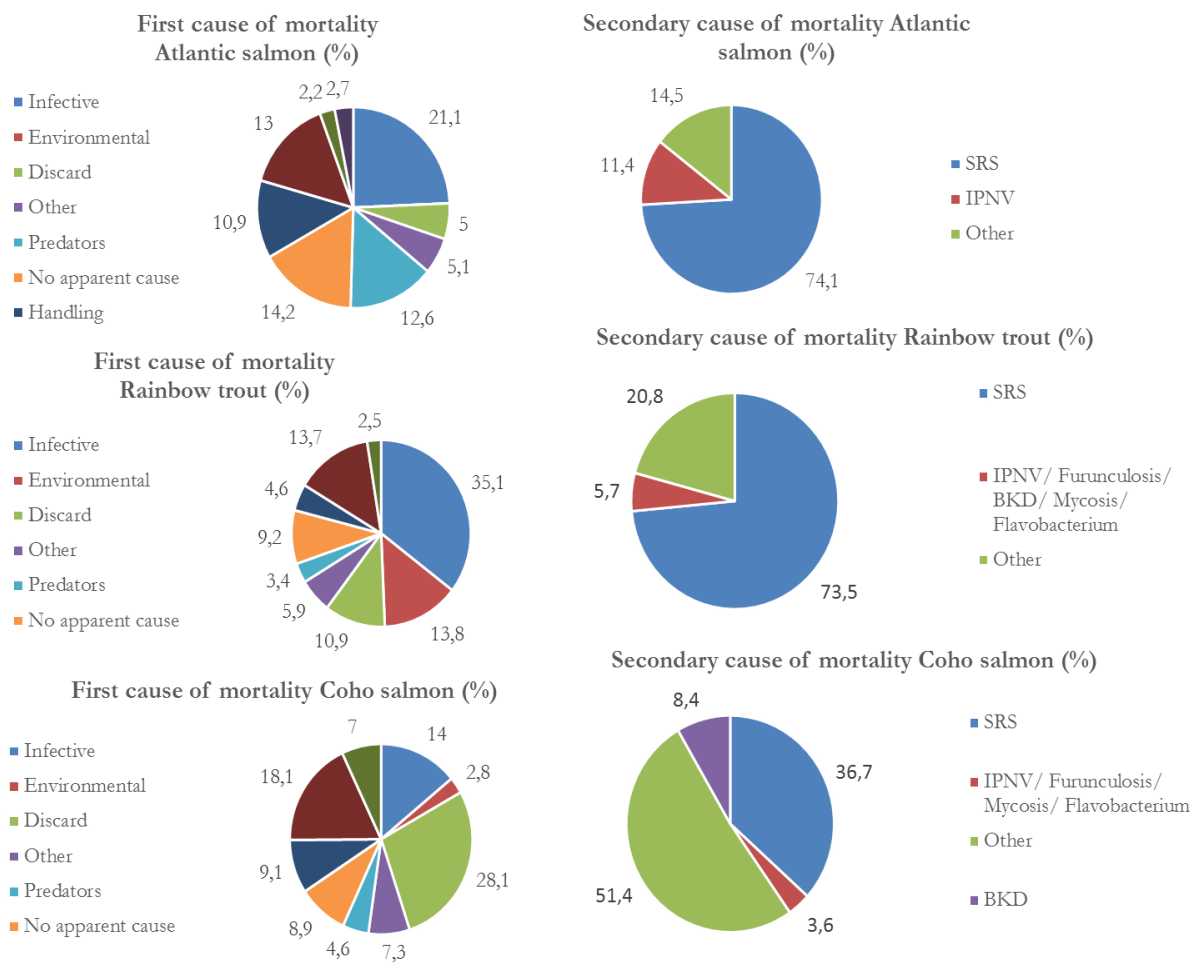 First cause of mortality
Atlantic salmon (%)
Infective
Environmental
Discard
Other
Predators
No apparent cause
Handling
2,2
2,7
13
21,1
10,9
5
5,1
14,2
12,6
Secondary cause of mortality Atlantic
salmon (%)
14,5
11,4
74,1
SRS
IPNV
Other
First cause of mortality
Rainbow trout (%)
Infective
Environmental
Discard
Other
Predators
No apparent cause
2,5
13,7
35,1
4,6
9,2
3,4
5,9
10,9
13,8
Secondary cause of mortality Rainbow trout (%)
20,8
5,7
73,5
SRS
IPNV/ Furunculosis/
BKD/ Mycosis/
Flavobacterium
Other
First cause of mortality Coho salmon (%)
Infective
Environmental
Discard
Other
Predators
No apparent cause
7
14
18,1
2,8
9,1
28,1
8,9
4,6
7,3
Secondary cause of mortality Coho salmon (%)
8,4
36,7
51,4
3,6
SRS
IPNV/ Furunculosis/
Mycosis/ Flavobacterium
Other
BKD